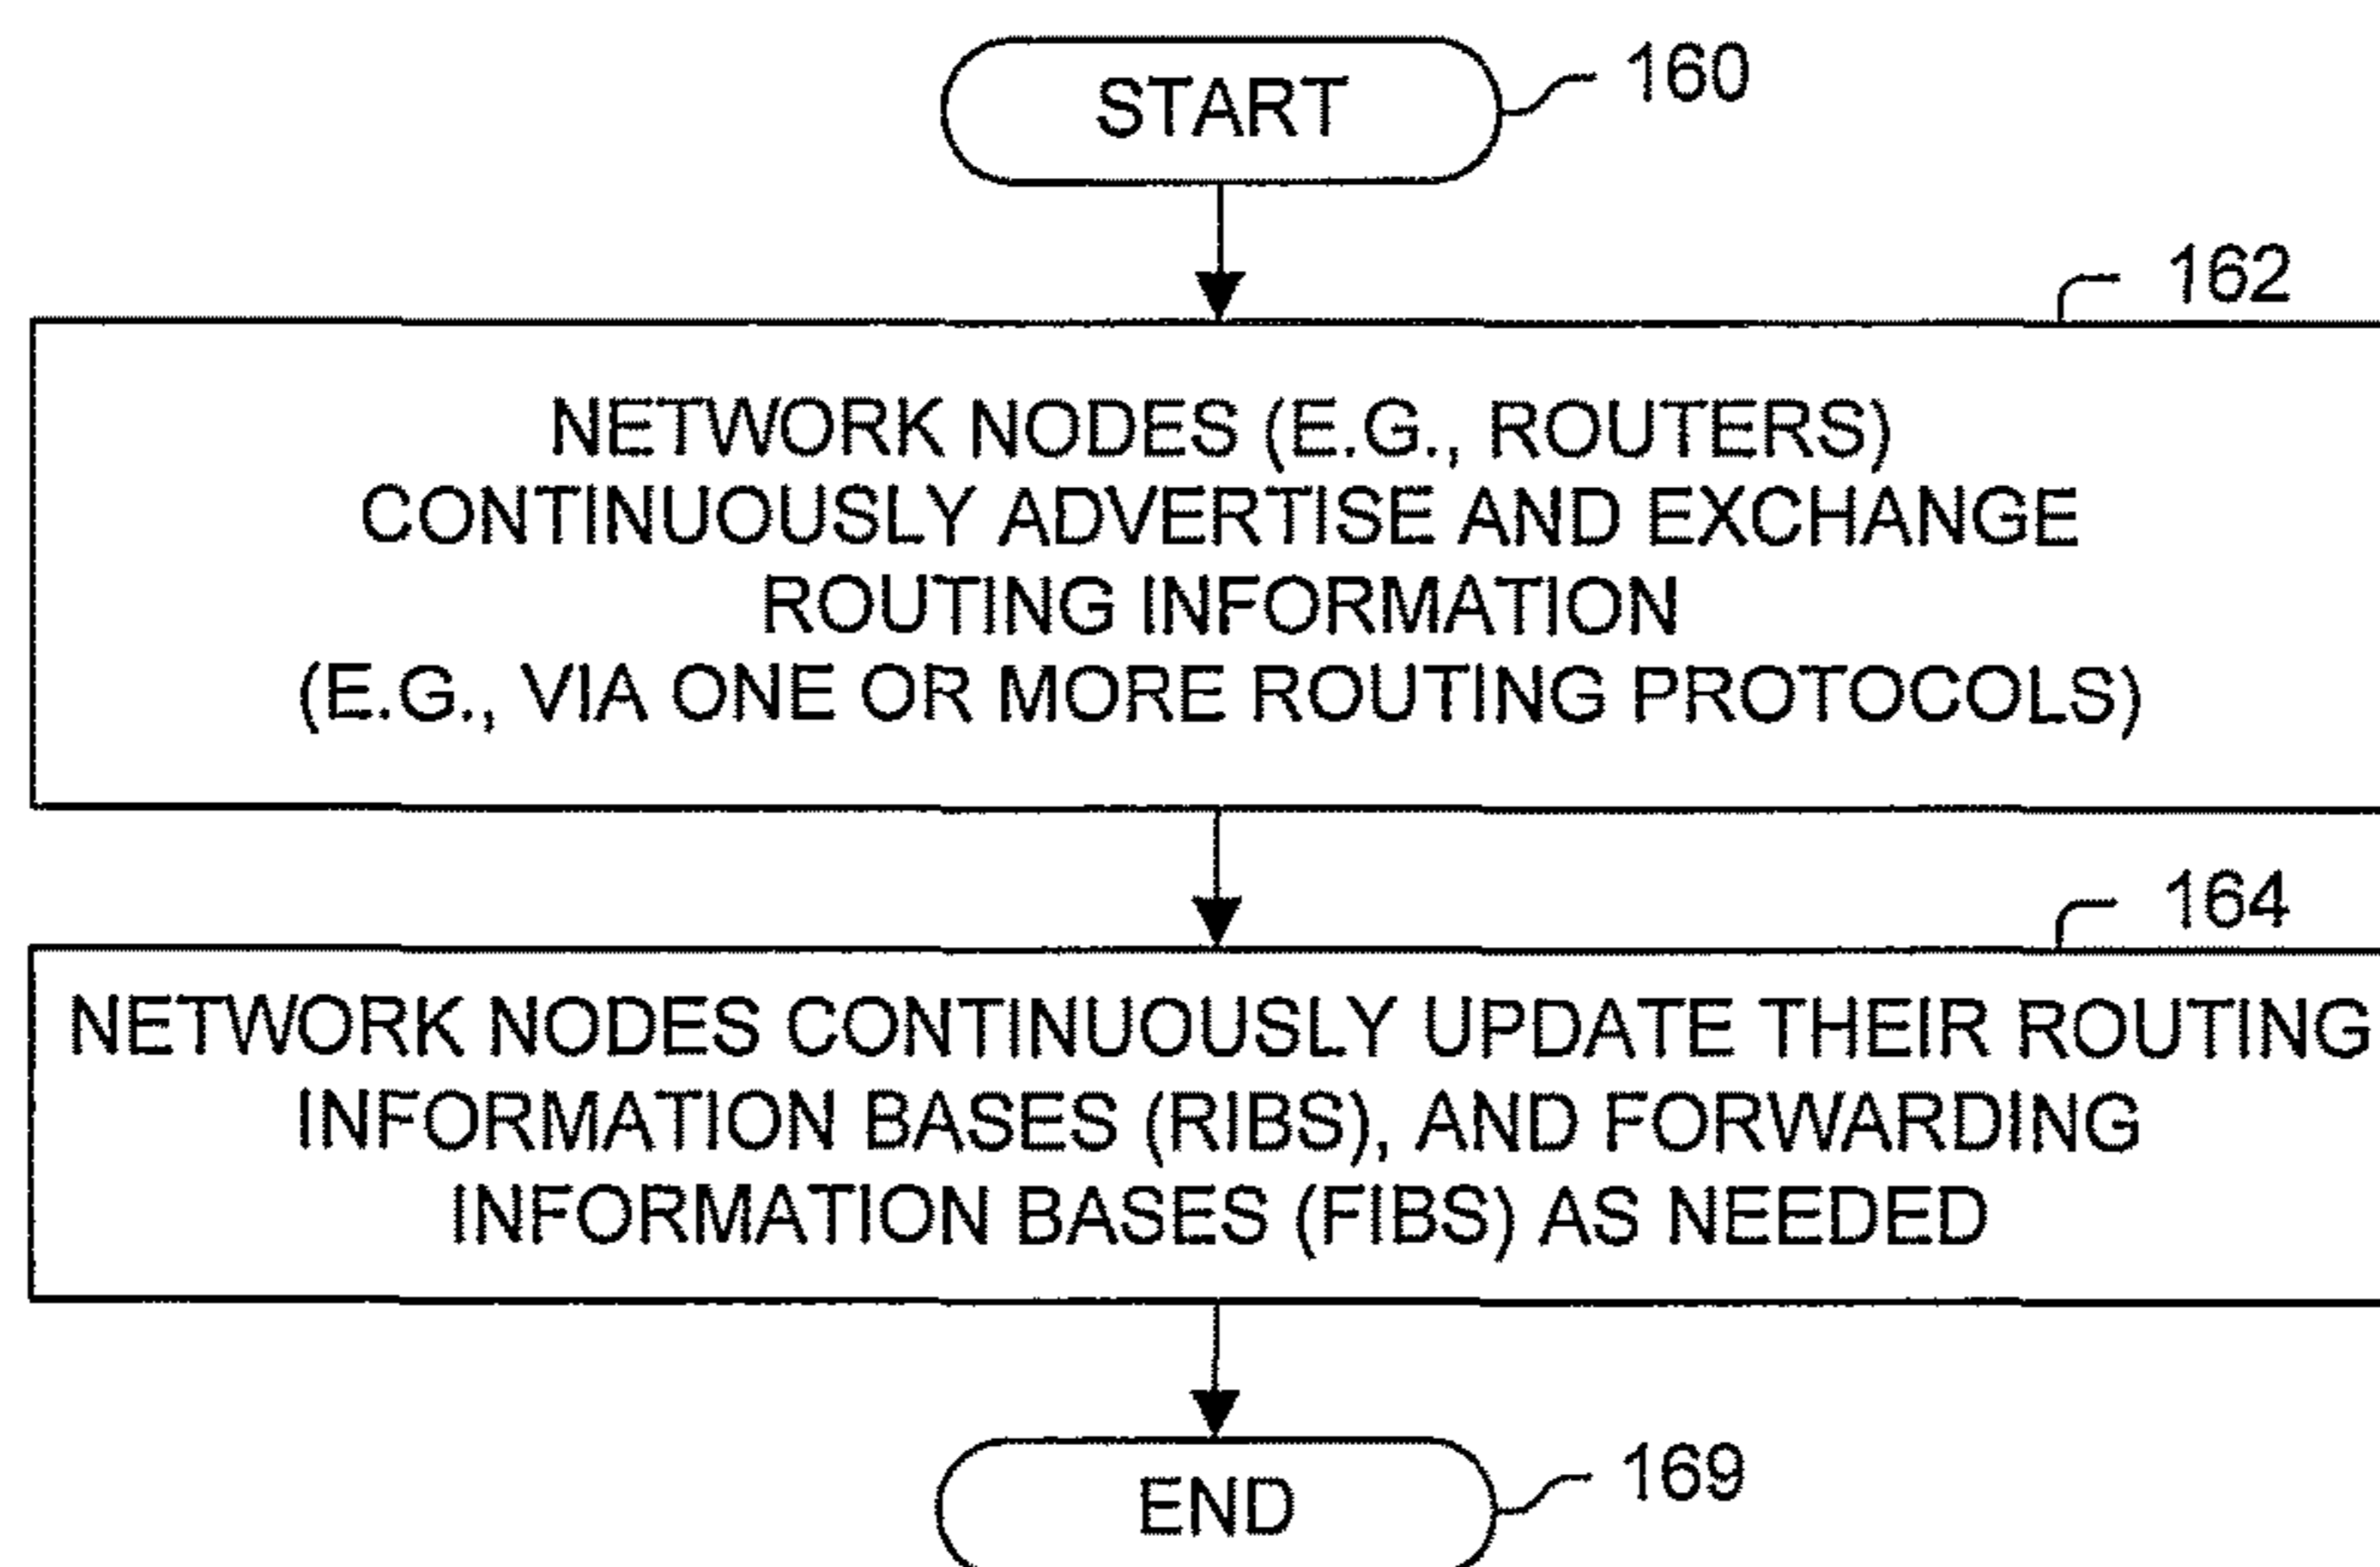 START
160
162
NETWORK NODES (E.G., ROUTERS)
CONTINUOUSLY ADVERTISE AND EXCHANGE
ROUTING INFORMATION
(E.G., VIA ONE OR MORE ROUTING PROTOCOLS)
164
NETWORK NODES CONTINUOUSLY UPDATE THEIR ROUTING
INFORMATION BASES (RIBS), AND FORWARDING
INFORMATION BASES (FIBS) AS NEEDED
END
169